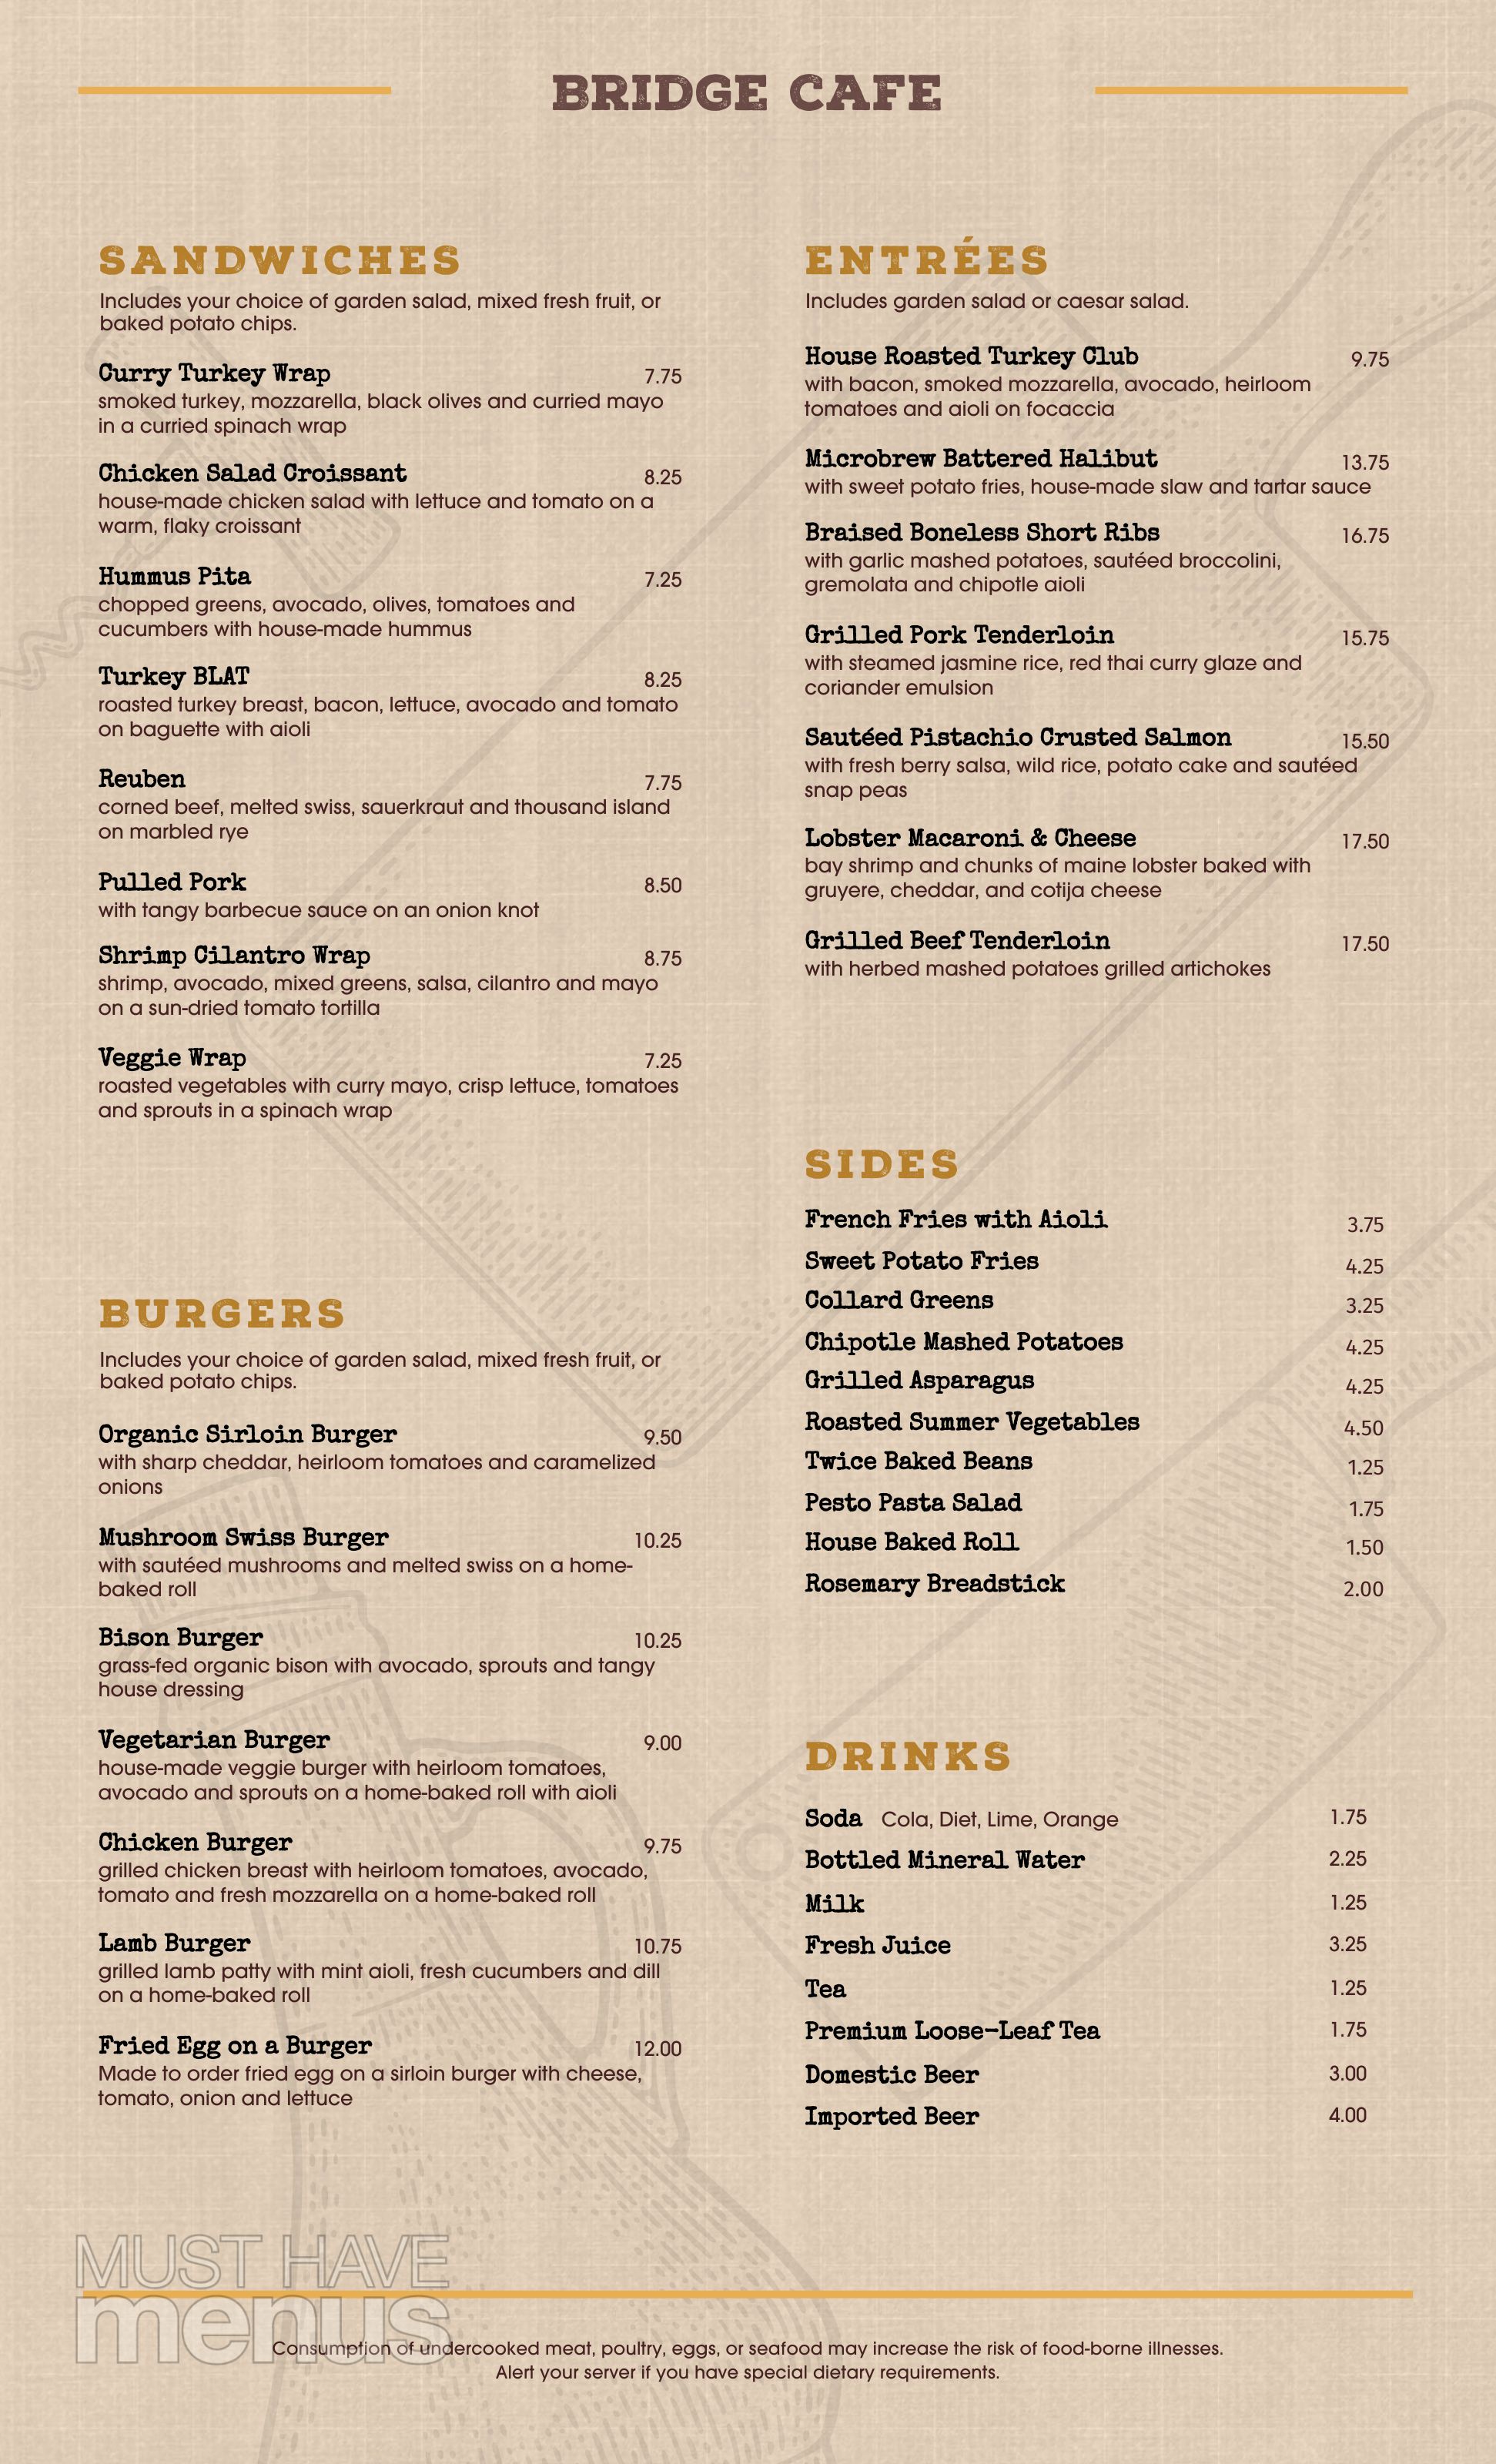 BRIDGE CAFE
SANDWICHES
Includes your choice of garden salad, mixed fresh fruit, or
baked potato chips.
Curry Turkey Wrap 7.75
smoked turkey, mozzarella, black olives and curried mayo
in a curried spinach wrap
Chicken Salad Croissant 8.25
house-made chicken salad with lettuce and tomato on a
warm, flaky croissant
Hummus Pita 7.25
chopped greens, avocado, olives, tomatoes and
cucumbers with house-made hummus
Turkey BLAT 8.25
roasted turkey breast, bacon, lettuce, avocado and tomato
on baguette with aioli
Reuben 7.75
corned beef, melted swiss, sauerkraut and thousand island
on marbled rye
Pulled Pork 8.50
with tangy barbecue sauce on an onion knot
Shrimp Cilantro Wrap 8.75
shrimp, avocado, mixed greens, salsa, cilantro and mayo
on a sun-dried tomato tortilla
Veggie Wrap 7.25
roasted vegetables with curry mayo, crisp lettuce, tomatoes
and sprouts in a spinach wrap
BURGERS
Includes your choice of garden salad, mixed fresh fruit, or
baked potato chips.
Organic Sirloin Burger 9.50
with sharp cheddar, heirloom tomatoes and caramelized
onions
Mushroom Swiss Burger 10.25
with sautéed mushrooms and melted swiss on a home-
baked roll
Bison Burger 10.25
grass-fed organic bison with avocado, sprouts and tangy
house dressing
Vegetarian Burger 9.00
house-made veggie burger with heirloom tomatoes,
avocado and sprouts on a home-baked roll with aioli
Chicken Burger 9.75
grilled chicken breast with heirloom tomatoes, avocado,
tomato and fresh mozzarella on a home-baked roll
Lamb Burger 10.75
grilled lamb patty with mint aioli, fresh cucumbers and dill
on a home-baked roll
Fried Egg on a Burger 12.00
Made to order fried egg on a sirloin burger with cheese,
tomato, onion and lettuce
ENTRÉES
Includes garden salad or caesar salad.
House Roasted Turkey Club 9.75
with bacon, smoked mozzarella, avocado, heirloom
tomatoes and aioli on focaccia
Microbrew Battered Halibut 13.75
with sweet potato fries, house-made slaw and tartar sauce
Braised Boneless Short Ribs 16.75
with garlic mashed potatoes, sautéed broccolini,
gremolata and chipotle aioli
Grilled Pork Tenderloin 15.75
with steamed jasmine rice, red thai curry glaze and
coriander emulsion
Sautéed Pistachio Crusted Salmon 15.50
with fresh berry salsa, wild rice, potato cake and sautéed
snap peas
Lobster Macaroni & Cheese 17.50
bay shrimp and chunks of maine lobster baked with
gruyere, cheddar, and cotija cheese
Grilled Beef Tenderloin 17.50
with herbed mashed potatoes grilled artichokes
SIDES
French Fries with Aioli 3.75
Sweet Potato Fries 4.25
Collard Greens 3.25
Chipotle Mashed Potatoes 4.25
Grilled Asparagus 4.25
Roasted Summer Vegetables 4.50
Twice Baked Beans 1.25
Pesto Pasta Salad 1.75
House Baked Roll 1.50
Rosemary Breadstick 2.00
DRINKS
Soda Cola, Diet, Lime, Orange 1.75
Bottled Mineral Water 2.25
Milk 1.25
Fresh Juice 3.25
Tea 1.25
Premium Loose-Leaf Tea 1.75
Domestic Beer 3.00
Imported Beer 4.00
MUST HAVE
menus
Consumption of undercooked meat, poultry, eggs, or seafood may increase the risk of food-borne illnesses.
Alert your server if you have special dietary requirements.